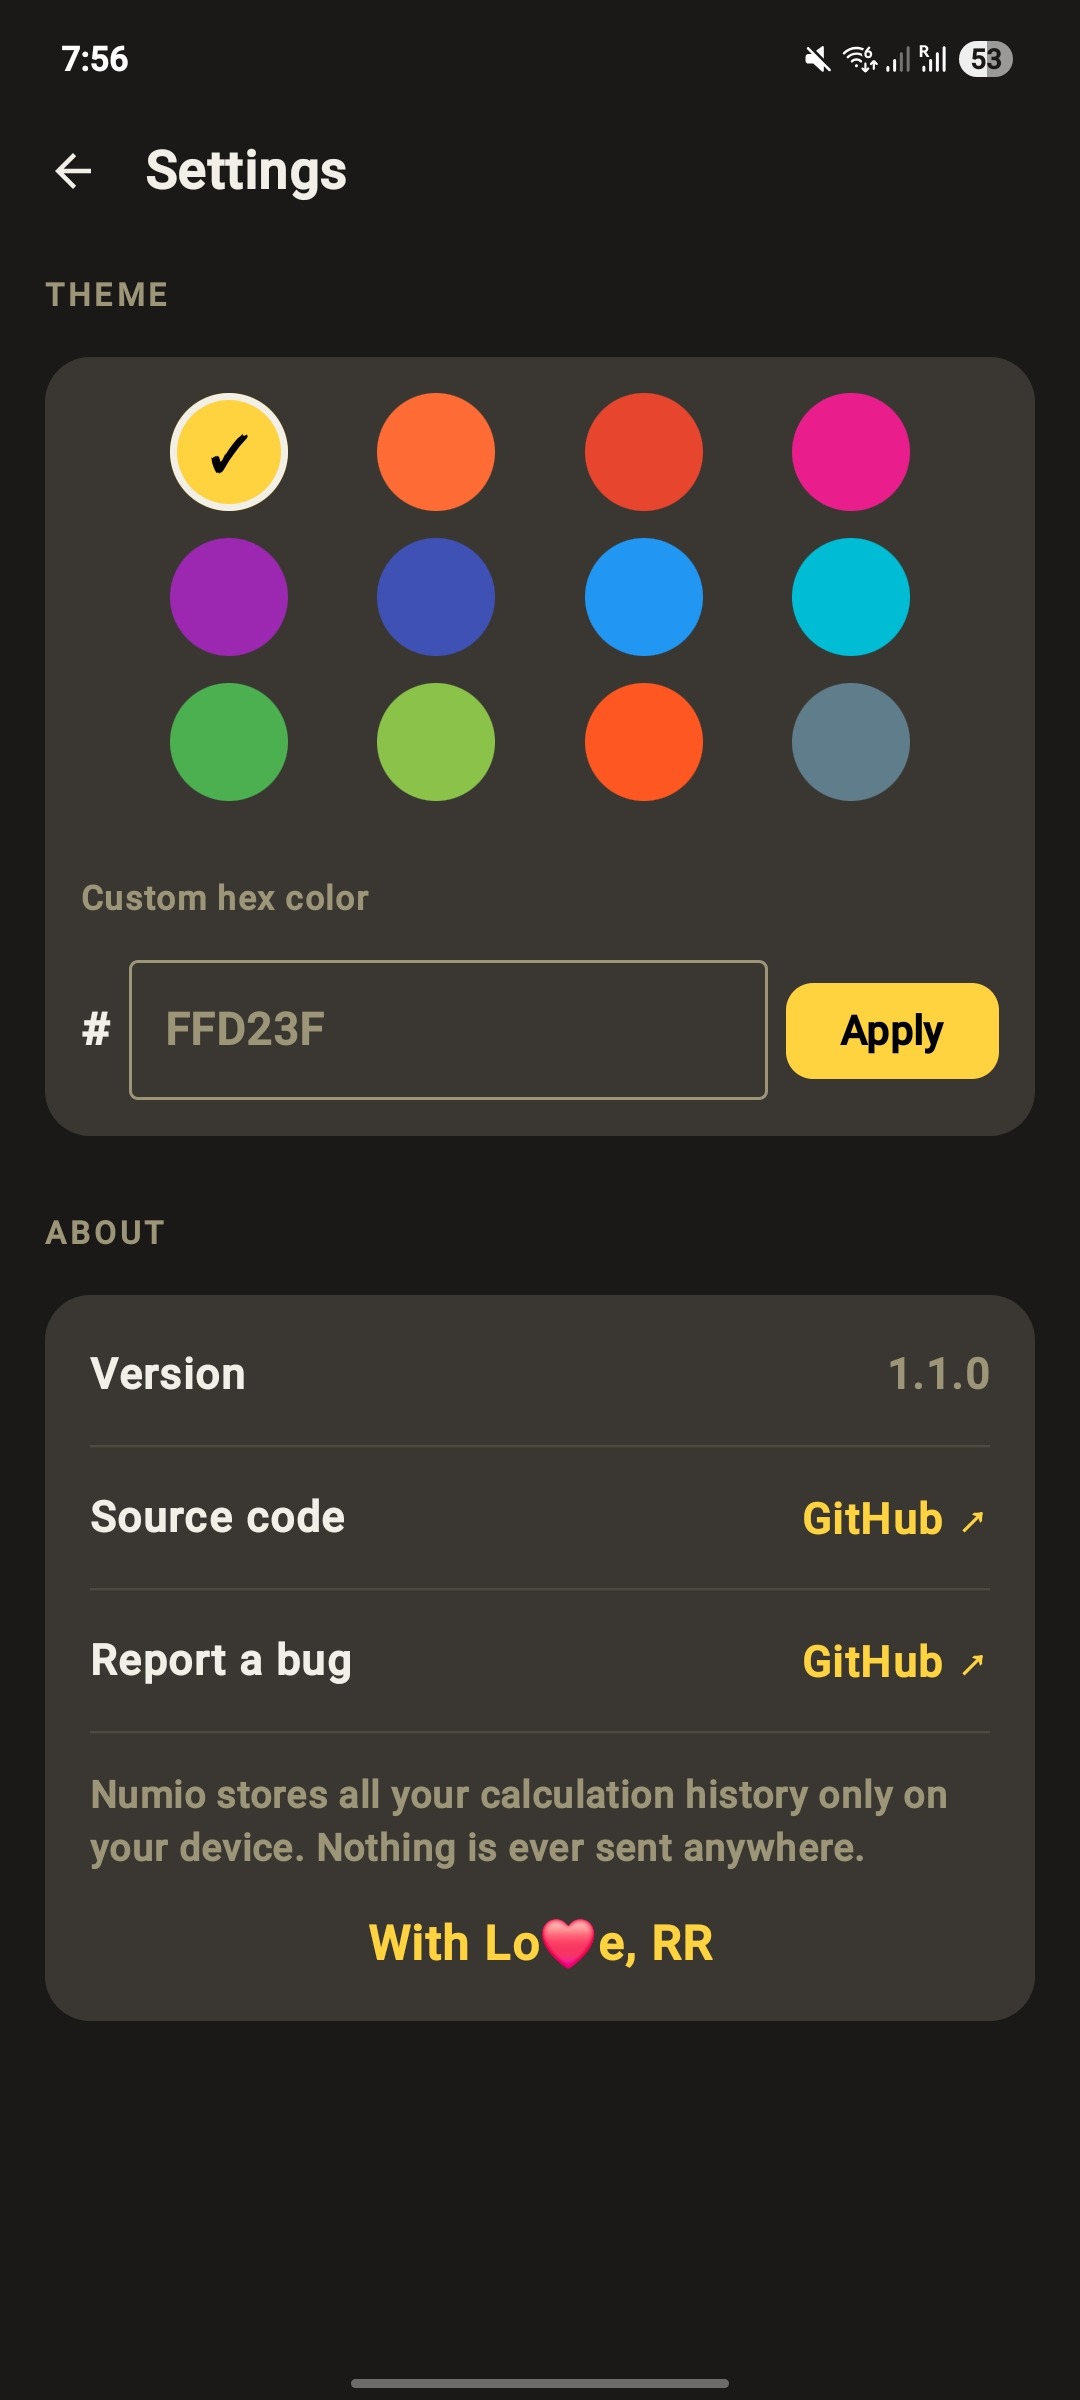 7:56
6 R 53
Settings
THEME
✓
Custom hex color
# FFD23F Apply
ABOUT
Version 1.1.0
Source code GitHub ↗
Report a bug GitHub ↗
Numio stores all your calculation history only on
your device. Nothing is ever sent anywhere.
With Lo❤️e, RR